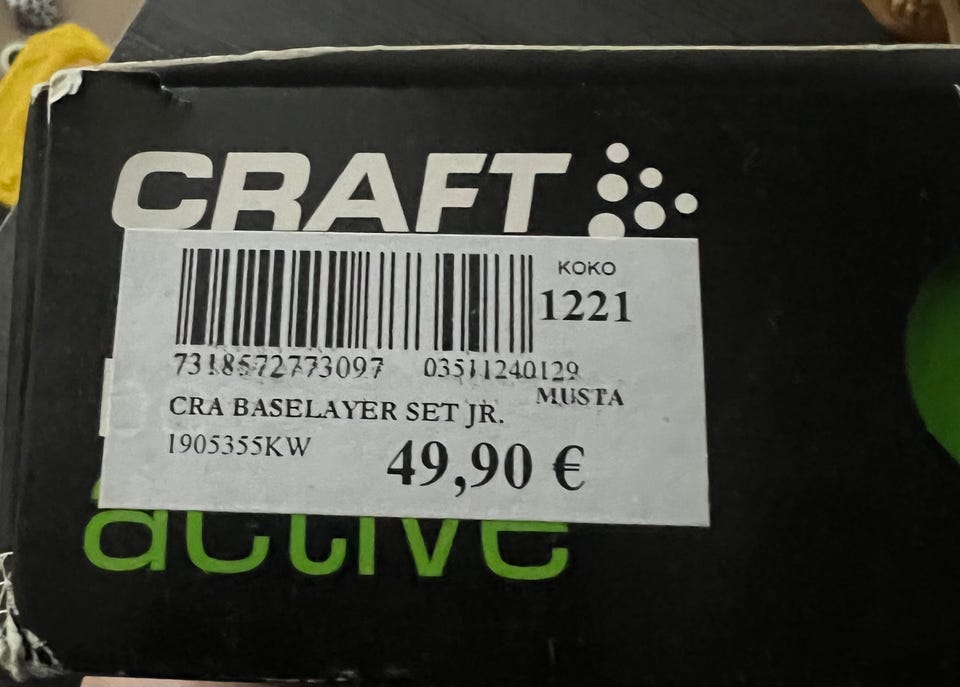 CRAFT
KOKO
1221
7318572773097 03511240129
MUSTA
CRA BASELAYER SET JR.
1905355KW
49,90 €
active